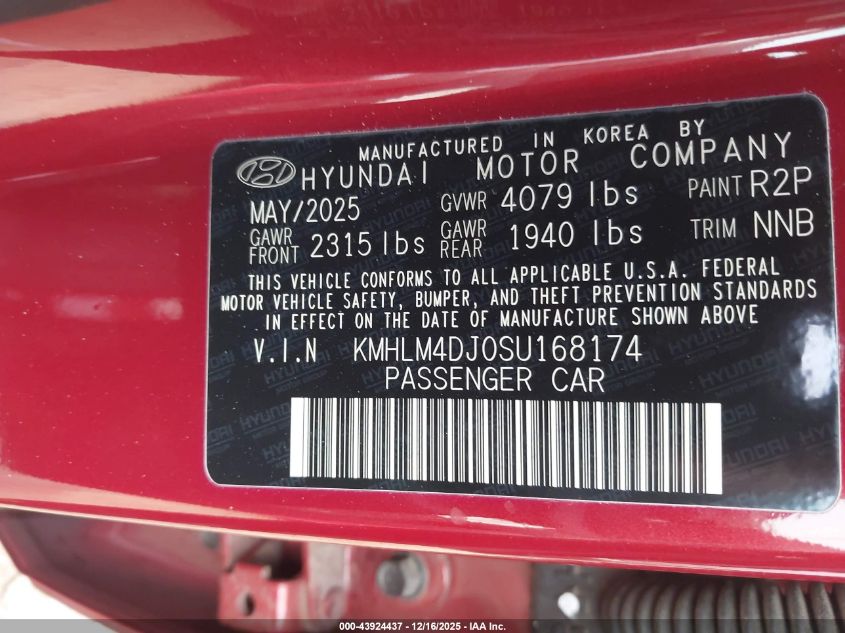 MANUFACTURED IN KOREA BY
HYUNDAI MOTOR COMPANY
MAY/2025 GVWR 4079 lbs PAINT R2P
GAWR FRONT 2315 lbs GAWR REAR 1940 lbs TRIM NNB
THIS VEHICLE CONFORMS TO ALL APPLICABLE U.S.A. FEDERAL
MOTOR VEHICLE SAFETY, BUMPER, AND THEFT PREVENTION STANDARDS
IN EFFECT ON THE DATE OF MANUFACTURE SHOWN ABOVE
V.I.N KMHLM4DJ0SU168174
PASSENGER CAR
000-43924437 - 12/16/2025 - IAA Inc.